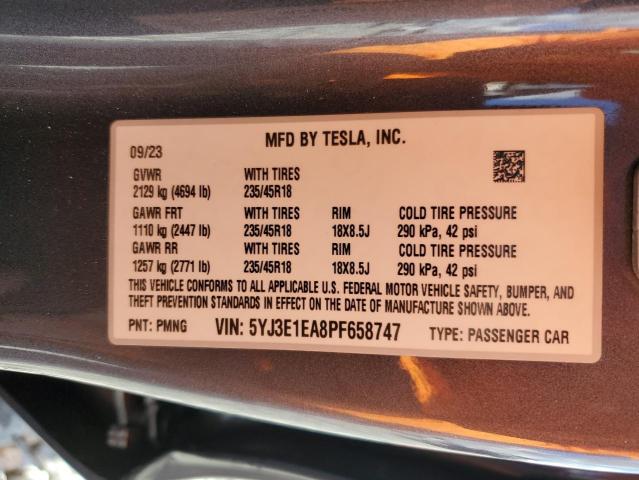 MFD BY TESLA, INC.
09/23
GVWR WITH TIRES
2129 kg (4694 lb) 235/45R18
GAWR FRT WITH TIRES RIM COLD TIRE PRESSURE
1110 kg (2447 lb) 235/45R18 18X8.5J 290 kPa, 42 psi
GAWR RR WITH TIRES RIM COLD TIRE PRESSURE
1257 kg (2771 lb) 235/45R18 18X8.5J 290 kPa, 42 psi
THIS VEHICLE CONFORMS TO ALL APPLICABLE U.S. FEDERAL MOTOR VEHICLE SAFETY, BUMPER, AND
THEFT PREVENTION STANDARDS IN EFFECT ON THE DATE OF MANUFACTURE SHOWN ABOVE.
PNT: PMNG VIN: 5YJ3E1EA8PF658747 TYPE: PASSENGER CAR